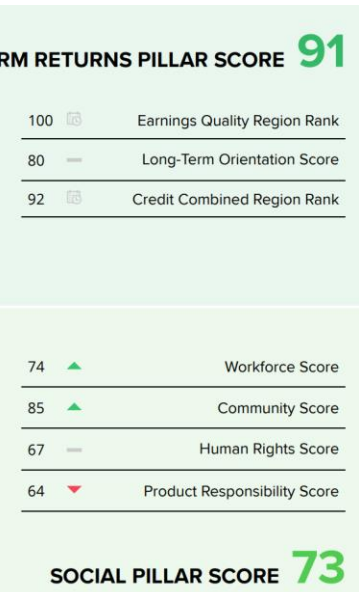 RM RETURNS PILLAR SCORE 91
100 Earnings Quality Region Rank
80 Long-Term Orientation Score
92 Credit Combined Region Rank
74 Workforce Score
85 Community Score
67 Human Rights Score
64 Product Responsibility Score
SOCIAL PILLAR SCORE 73